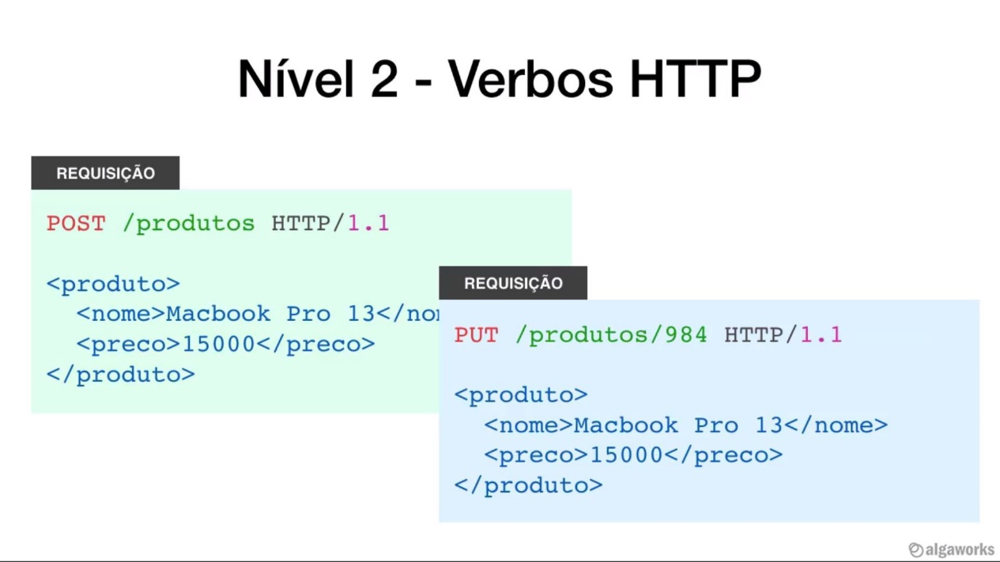 Nível 2 - Verbos HTTP
REQUISIÇÃO
POST /produtos HTTP/1.1
<produto>
<nome>Macbook Pro 13</nom
<preco>15000</preco>
</produto>
REQUISIÇÃO
PUT /produtos/984 HTTP/1.1
<produto>
<nome>Macbook Pro 13</nome>
<preco>15000</preco>
</produto>
algaworks